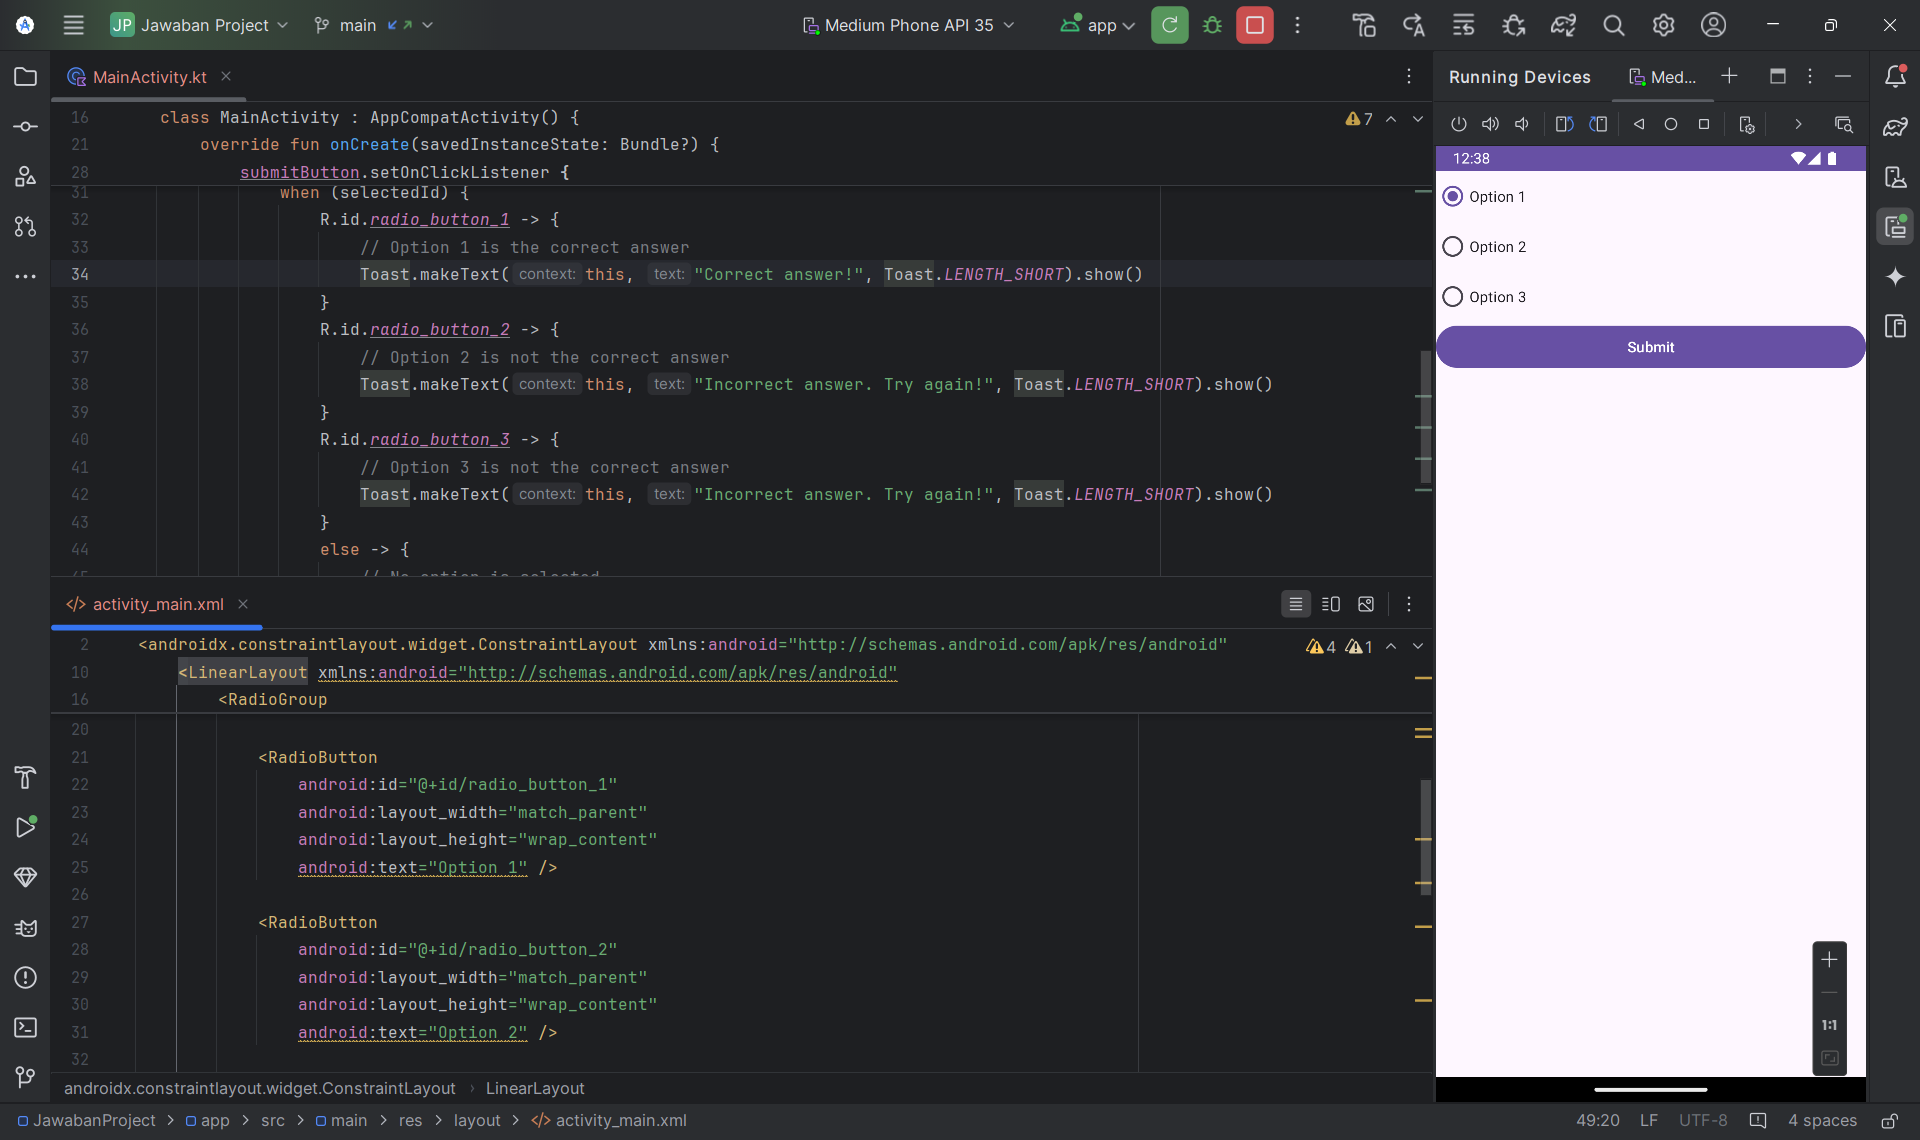 JP Jawaban Project main Medium Phone API 35 app
MainActivity.kt
16 class MainActivity : AppCompatActivity() {
7
21 override fun onCreate(savedInstanceState: Bundle?) {
28 submitButton.setOnClickListener {
31 when (selectedId) {
32 R.id.radio_button_1 -> {
33 // Option 1 is the correct answer
34 Toast.makeText( context: this, text: "Correct answer!", Toast.LENGTH_SHORT).show()
35 }
36 R.id.radio_button_2 -> {
37 // Option 2 is not the correct answer
38 Toast.makeText( context: this, text: "Incorrect answer. Try again!", Toast.LENGTH_SHORT).show()
39 }
40 R.id.radio_button_3 -> {
41 // Option 3 is not the correct answer
42 Toast.makeText( context: this, text: "Incorrect answer. Try again!", Toast.LENGTH_SHORT).show()
43 }
44 else -> {
45 // No option is selected
activity_main.xml
2 <androidx.constraintlayout.widget.ConstraintLayout xmlns:android="http://schemas.android.com/apk/res/android"
4 1
10 <LinearLayout xmlns:android="http://schemas.android.com/apk/res/android"
16 <RadioGroup
20
21 <RadioButton
22 android:id="@+id/radio_button_1"
23 android:layout_width="match_parent"
24 android:layout_height="wrap_content"
25 android:text="Option 1" />
26
27 <RadioButton
28 android:id="@+id/radio_button_2"
29 android:layout_width="match_parent"
30 android:layout_height="wrap_content"
31 android:text="Option 2" />
32
androidx.constraintlayout.widget.ConstraintLayout › LinearLayout
Running Devices Med...
12:38
Option 1
Option 2
Option 3
Submit
1:1
JawabanProject > app > src > main > res > layout > activity_main.xml
49:20 LF UTF-8 4 spaces